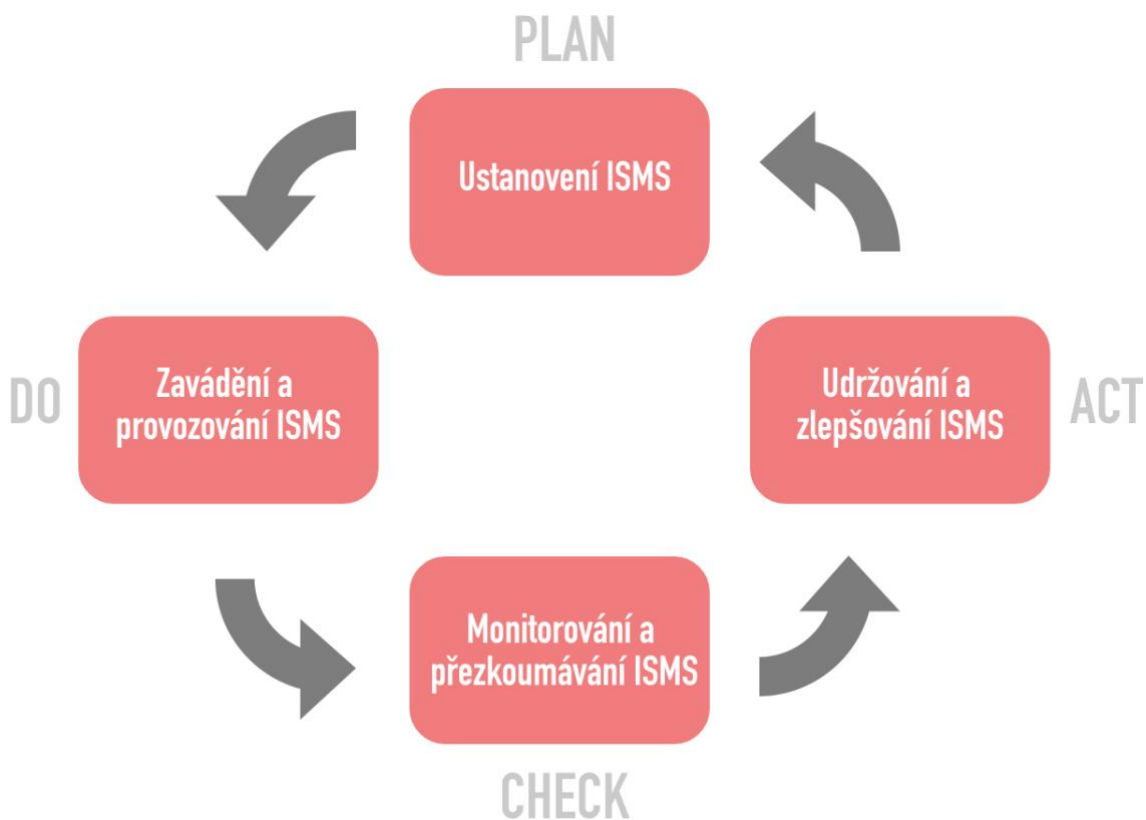 PLAN
Ustanovení ISMS
DO
Zavádění a
provozování ISMS
Udržování a
zlepšování ISMS
ACT
Monitorování a
přezkoumávání ISMS
CHECK